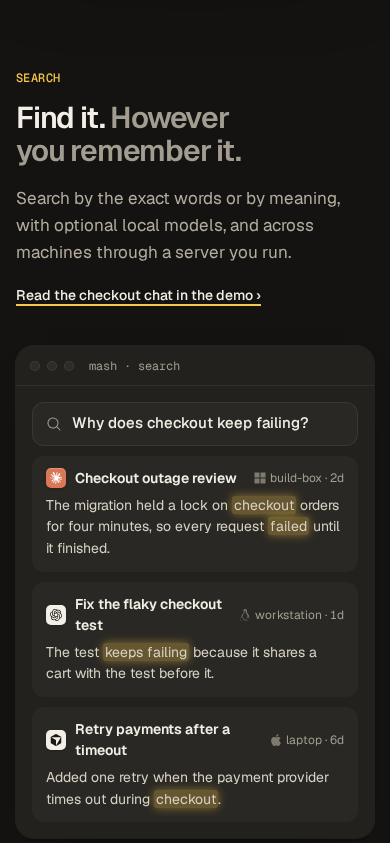 SEARCH
Find it. However
you remember it.
Search by the exact words or by meaning,
with optional local models, and across
machines through a server you run.
Read the checkout chat in the demo ›
mash · search
Why does checkout keep failing?
Checkout outage review
build-box · 2d
The migration held a lock on checkout orders
for four minutes, so every request failed until
it finished.
Fix the flaky checkout
test
workstation · 1d
The test keeps failing because it shares a
cart with the test before it.
Retry payments after a
timeout
laptop · 6d
Added one retry when the payment provider
times out during checkout.